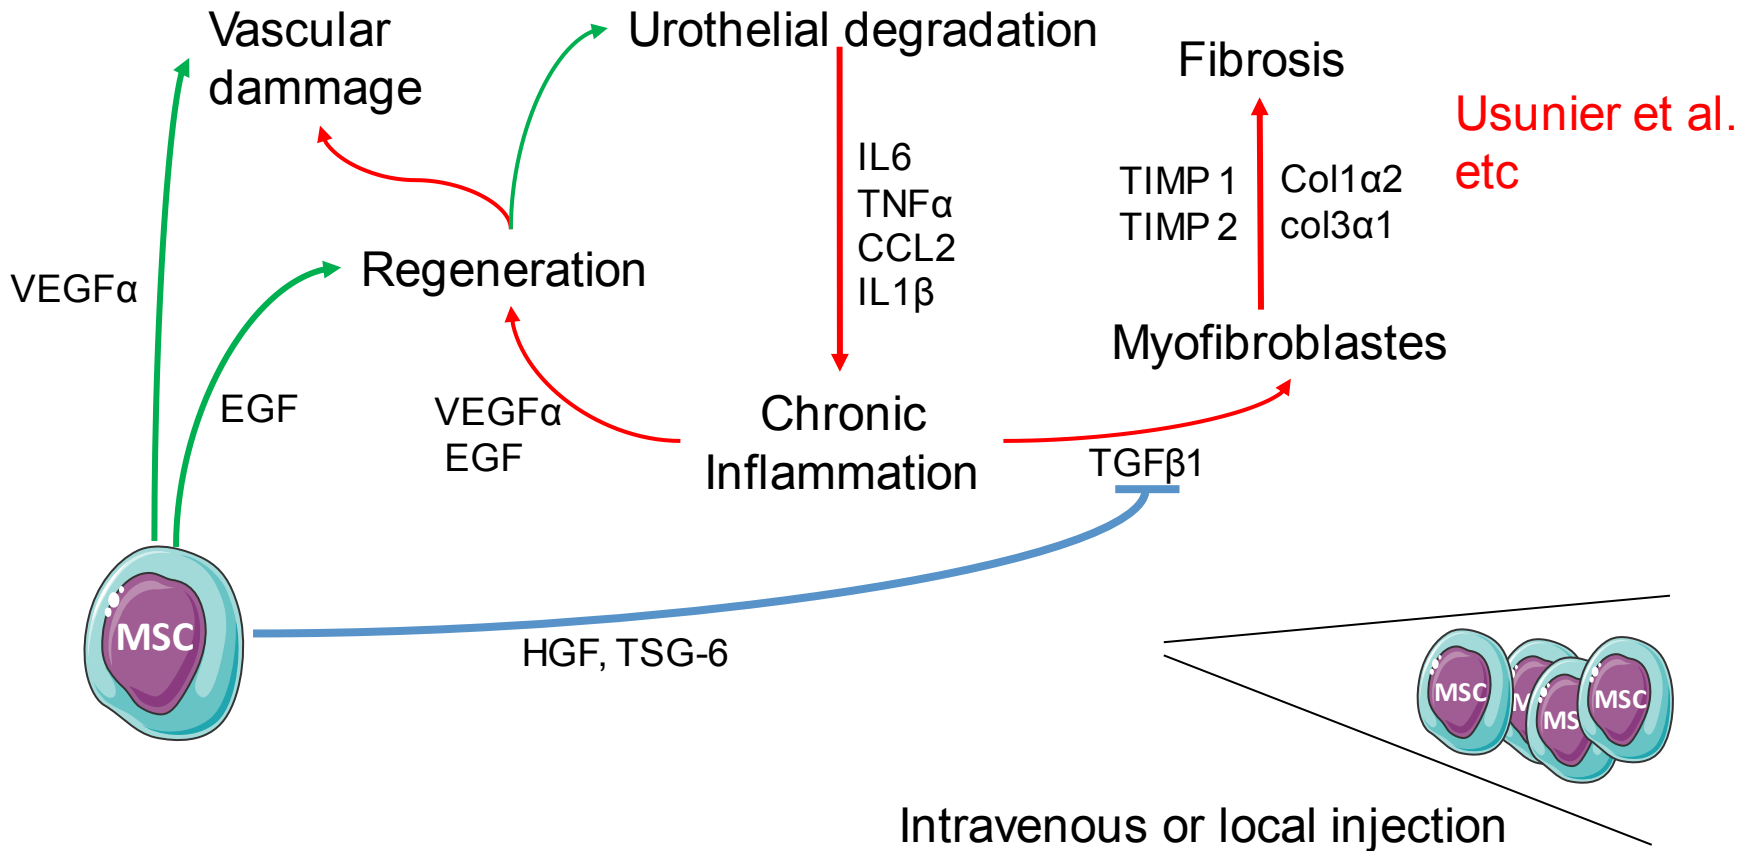 Vascular
dammage
Urothelial degradation
Fibrosis
Usunier et al.
etc
IL6
TNFα
CCL2
IL1β
TIMP 1
TIMP 2
Col1α2
col3α1
VEGFα
Regeneration
EGF
VEGFα
EGF
Chronic
Inflammation
Myofibroblastes
TGFβ1
MSC
HGF, TSG-6
MSC
M
MS
MSC
Intravenous or local injection